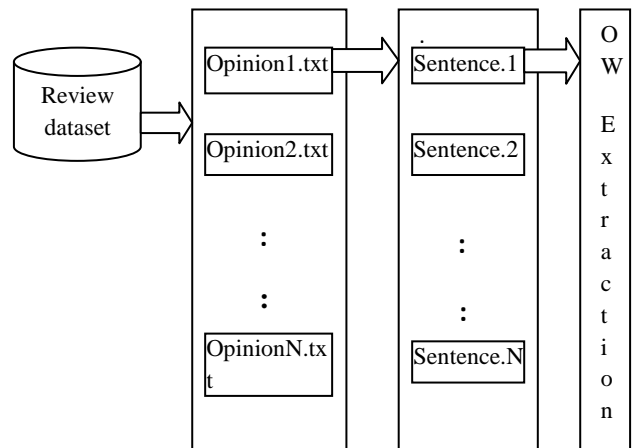 Review
dataset
Opinion1.txt
Opinion2.txt
:
:
OpinionN.tx
t
Sentence.1
Sentence.2
:
:
Sentence.N
O
W
E
x
t
r
a
c
t
i
o
n